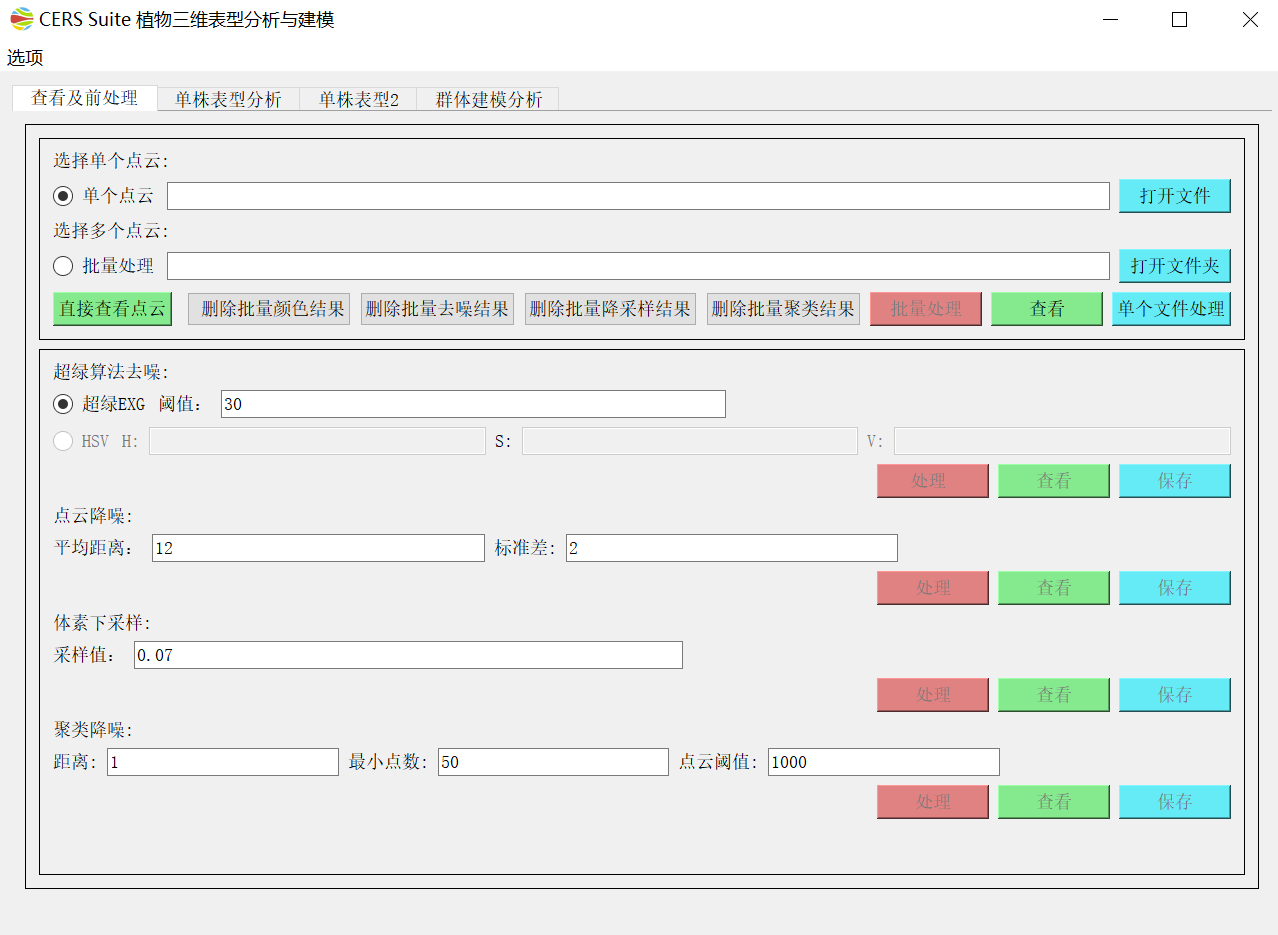 CERS Suite 植物三维表型分析与建模
选项
查看及前处理 单株表型分析 单株表型2 群体建模分析
选择单个点云:
单个点云 打开文件
选择多个点云:
批量处理 打开文件夹
直接查看点云 删除批量颜色结果 删除批量去噪结果 删除批量降采样结果 删除批量聚类结果 批量处理 查看 单个文件处理
超绿算法去噪:
超绿EXG 阈值: 30
HSV H: S: V:
处理 查看 保存
点云降噪:
平均距离: 12 标准差: 2
处理 查看 保存
体素下采样:
采样值: 0.07
处理 查看 保存
聚类降噪:
距离: 1 最小点数: 50 点云阈值: 1000
处理 查看 保存